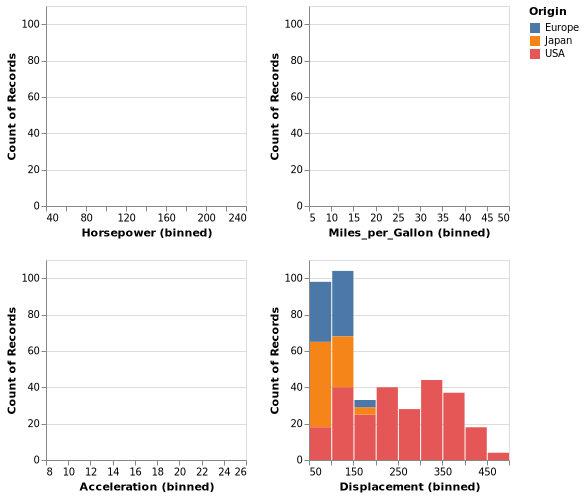 Origin
Europe
Japan
USA
100
80
60
40
20
0
Count of Records
40 80 120 160 200 240
Horsepower (binned)
100
80
60
40
20
0
Count of Records
5 10 15 20 25 30 35 40 45 50
Miles_per_Gallon (binned)
100
80
60
40
20
0
Count of Records
8 10 12 14 16 18 20 22 24 26
Acceleration (binned)
100
80
60
40
20
0
Count of Records
50 150 250 350 450
Displacement (binned)